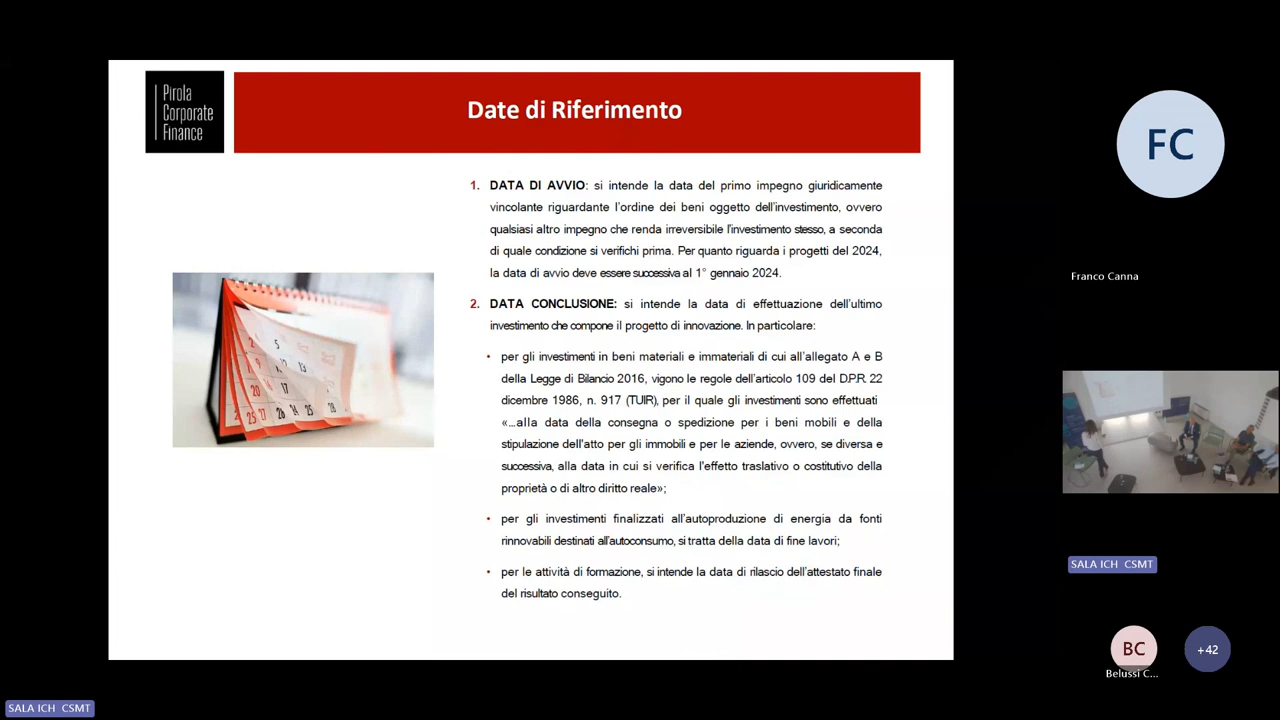 Pirola
Corporate
Finance
Date di Riferimento
1. DATA DI AVVIO: si intende la data del primo impegno giuridicamente
vincolante riguardante l'ordine dei beni oggetto dell'investimento, ovvero
qualsiasi altro impegno che renda irreversibile l'investimento stesso, a seconda
di quale condizione si verifichi prima. Per quanto riguarda i progetti del 2024,
la data di avvio deve essere successiva al 1° gennaio 2024.
2. DATA CONCLUSIONE: si intende la data di effettuazione dell'ultimo
investimento che compone il progetto di innovazione. In particolare:
• per gli investimenti in beni materiali e immateriali di cui all'allegato A e B
della Legge di Bilancio 2016, vigono le regole dell'articolo 109 del D.P.R. 22
dicembre 1986, n. 917 (TUIR), per il quale gli investimenti sono effettuati
«...alla data della consegna o spedizione per i beni mobili e della
stipulazione dell'atto per gli immobili e per le aziende, ovvero, se diversa e
successiva, alla data in cui si verifica l'effetto traslativo o costitutivo della
proprietà o di altro diritto reale»;
• per gli investimenti finalizzati all'autoproduzione di energia da fonti
rinnovabili destinati all'autoconsumo, si tratta della data di fine lavori;
• per le attività di formazione, si intende la data di rilascio dell'attestato finale
del risultato conseguito.
FC
Franco Canna
SALA ICH CSMT
BC
+42
Belussi C...
SALA ICH CSMT